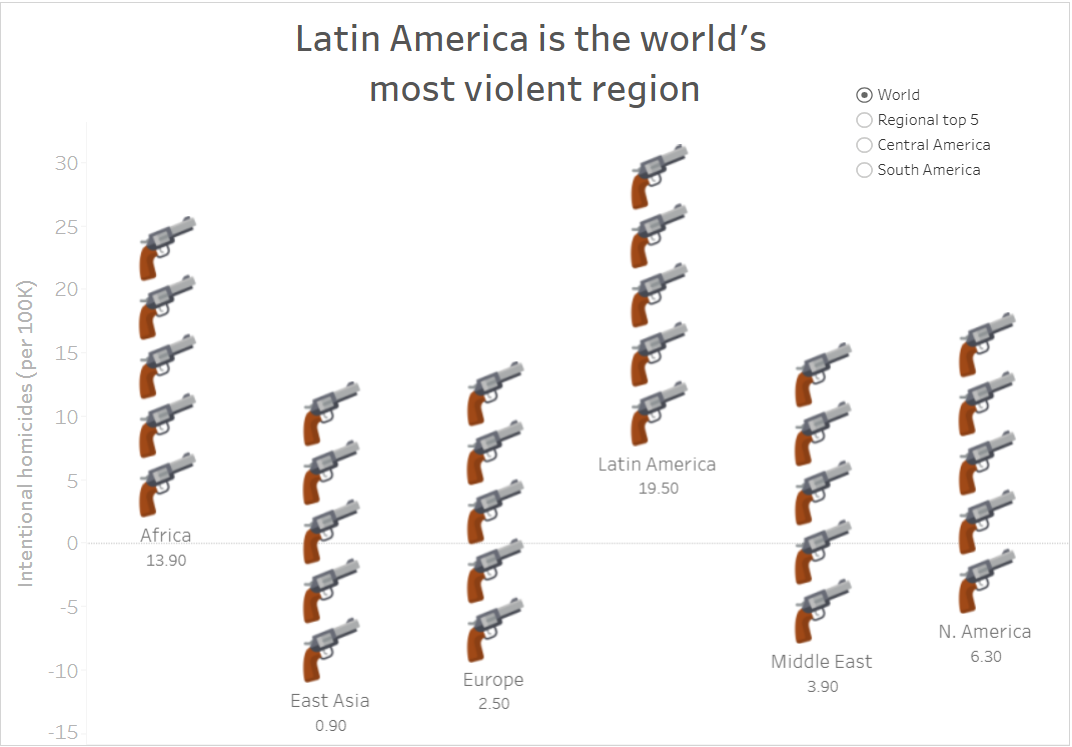 Latin America is the world's
most violent region
World
Regional top 5
Central America
South America
Intentional homicides (per 100K)
30
25
20
15
10
5
0
-5
-10
-15
Africa
13.90
East Asia
0.90
Europe
2.50
Latin America
19.50
Middle East
3.90
N. America
6.30